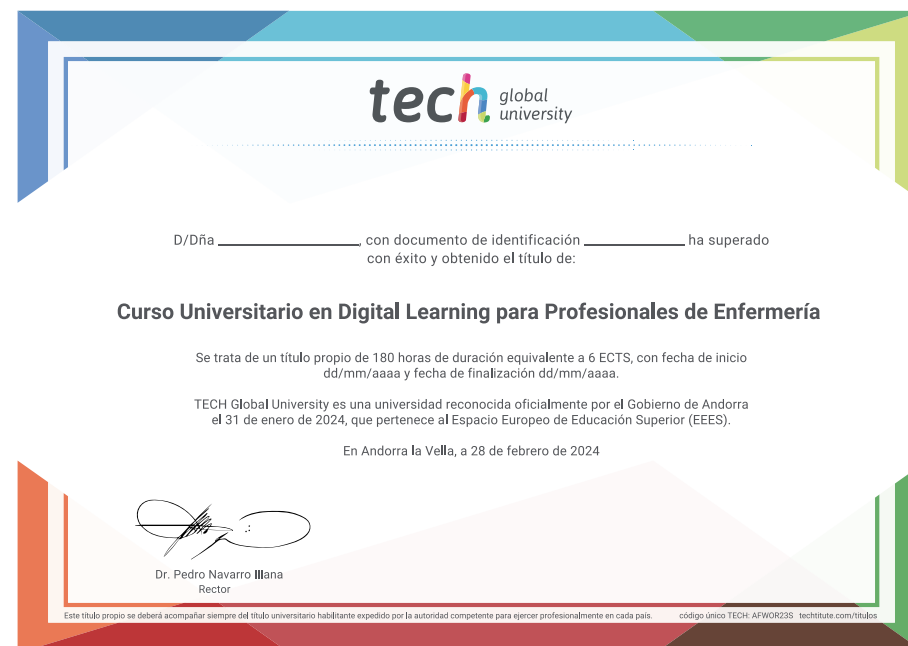 tech global university
D/Dña ____________________, con documento de identificación ______________ ha superado
con éxito y obtenido el título de:
Curso Universitario en Digital Learning para Profesionales de Enfermería
Se trata de un título propio de 180 horas de duración equivalente a 6 ECTS, con fecha de inicio
dd/mm/aaaa y fecha de finalización dd/mm/aaaa.
TECH Global University es una universidad reconocida oficialmente por el Gobierno de Andorra
el 31 de enero de 2024, que pertenece al Espacio Europeo de Educación Superior (EEES).
En Andorra la Vella, a 28 de febrero de 2024
Dr. Pedro Navarro Illana
Rector
Este título propio se deberá acompañar siempre del título universitario habilitante expedido por la autoridad competente para ejercer profesionalmente en cada país. código único TECH: AFWOR23S techtitute.com/titulos